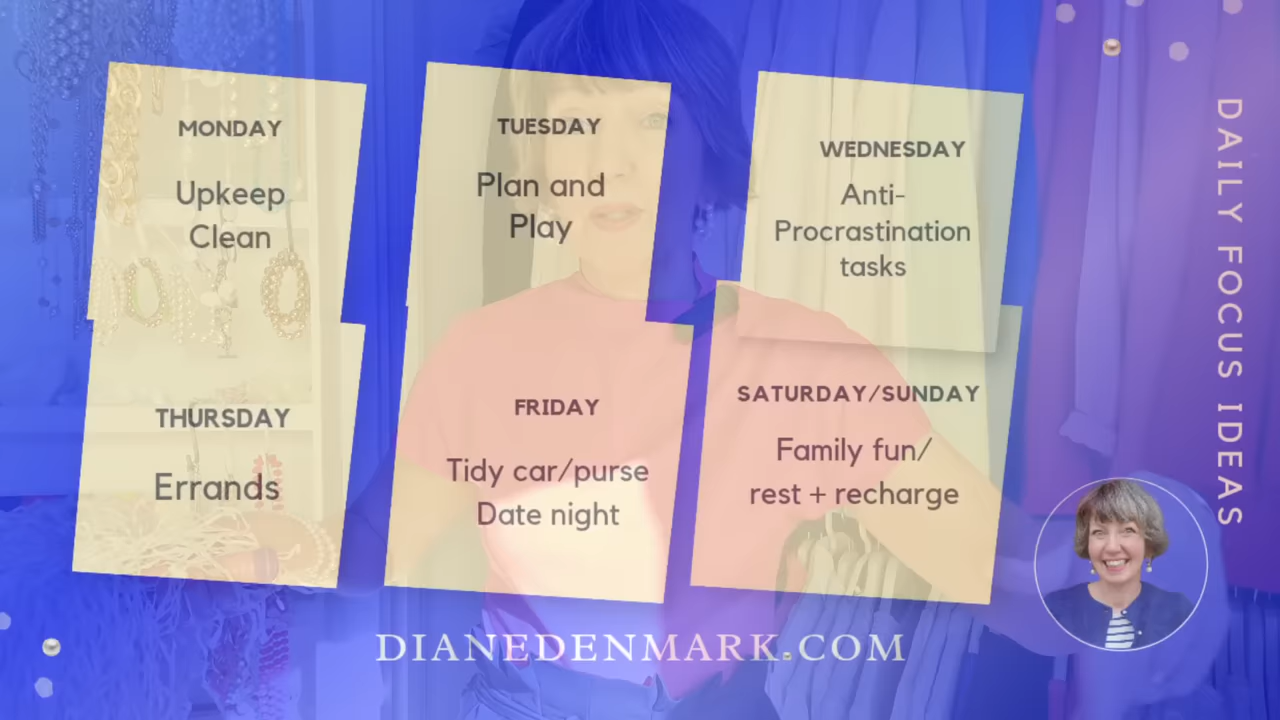 MONDAY
Upkeep
Clean
TUESDAY
Plan and
Play
WEDNESDAY
Anti-
Procrastination
tasks
THURSDAY
Errands
FRIDAY
Tidy car/purse
Date night
SATURDAY/SUNDAY
Family fun/
rest + recharge
DAILY FOCUS IDEAS
DIANEDENMARK.COM